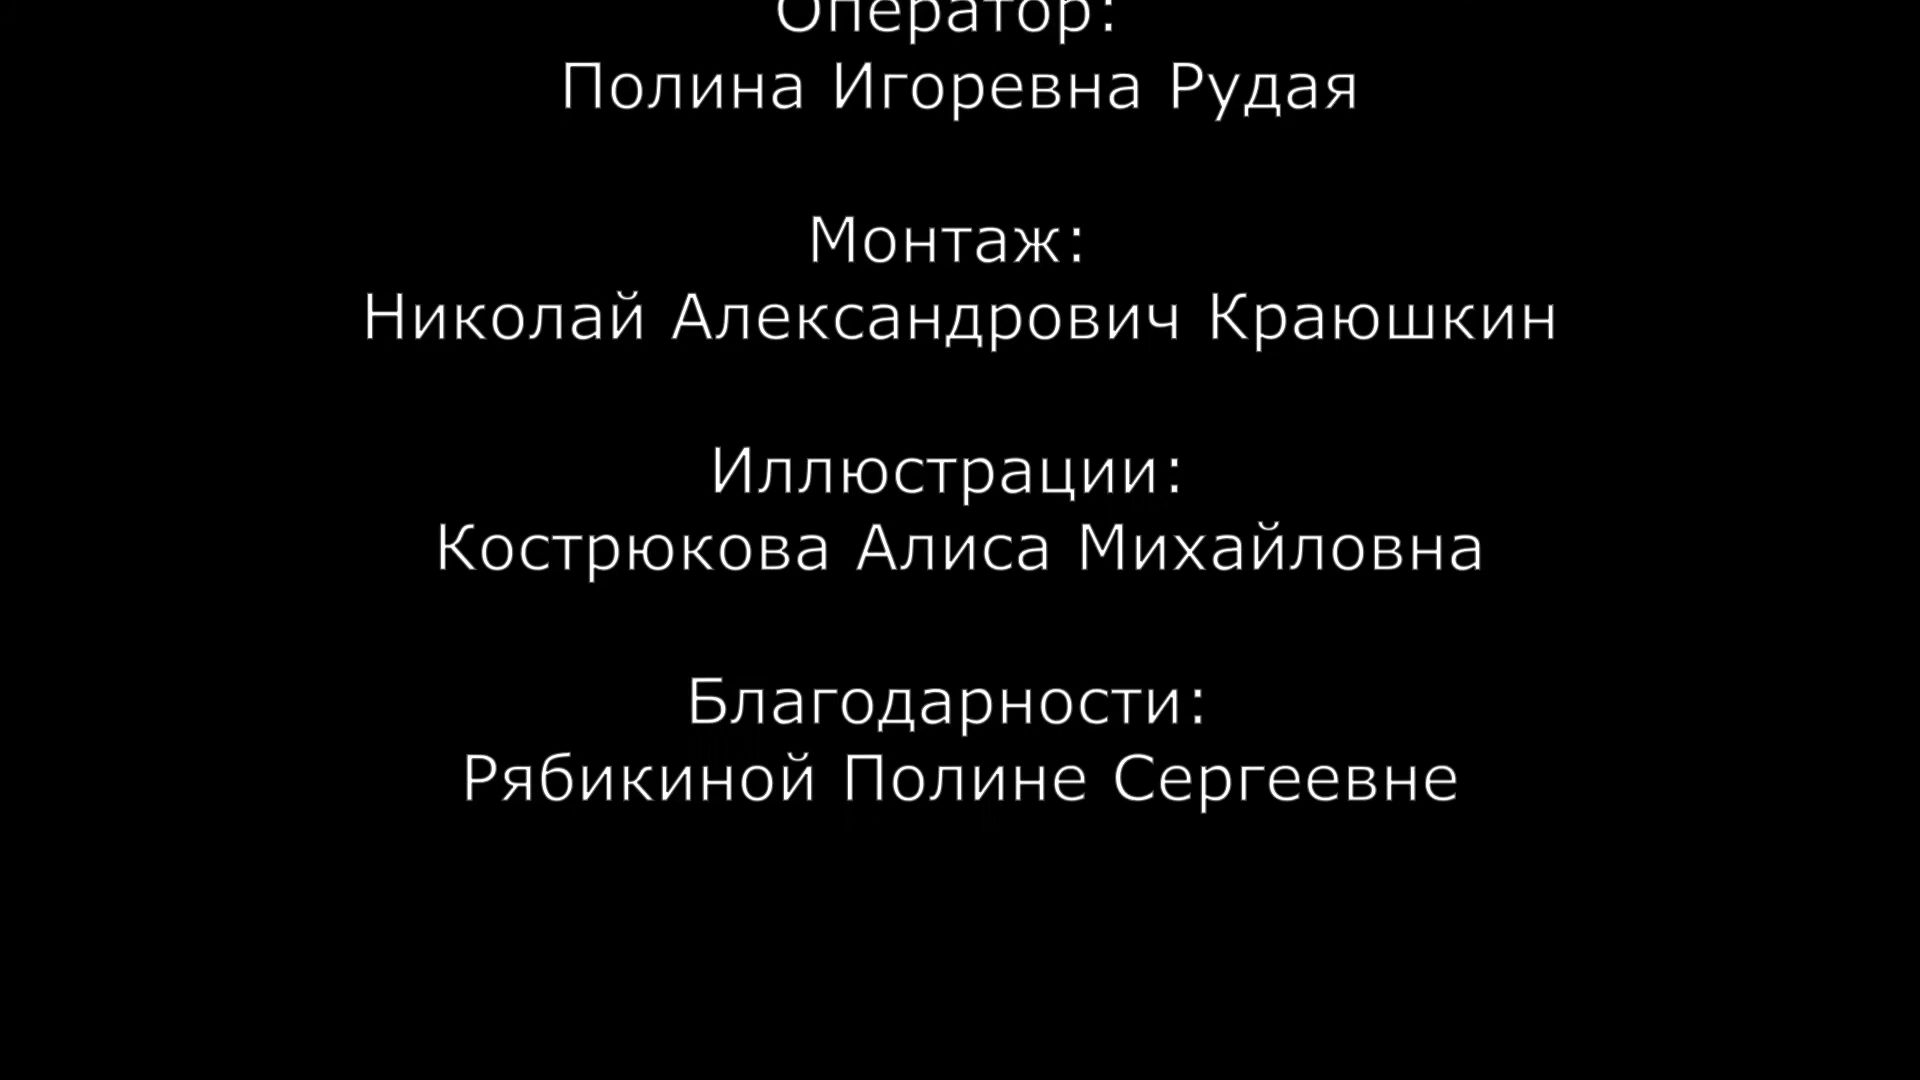 Оператор:
Полина Игоревна Рудая
Монтаж:
Николай Александрович Краюшкин
Иллюстрации:
Кострюкова Алиса Михайловна
Благодарности:
Рябикиной Полине Сергеевне